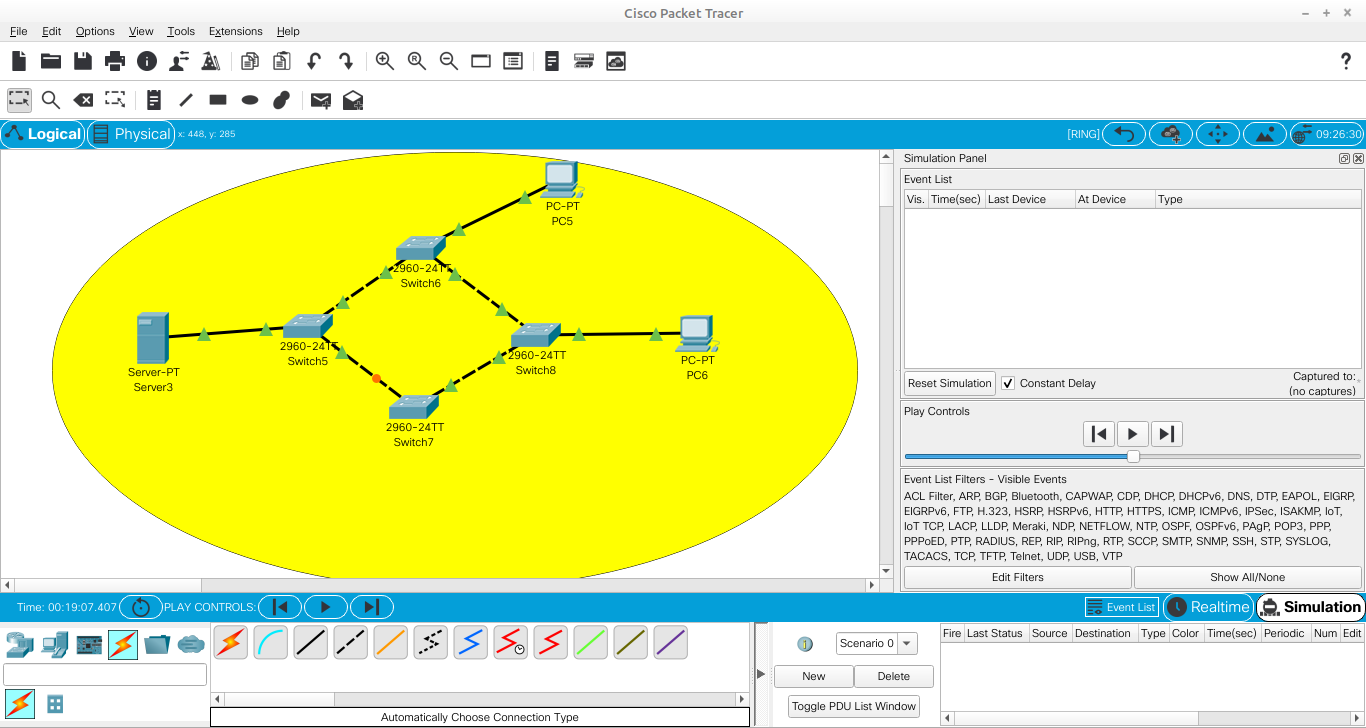 Cisco Packet Tracer
File Edit Options View Tools Extensions Help
?
Logical Physical x: 448, y: 285 [RING] 09:26:30
PC-PT
PC5
2960-24TT
Switch6
2960-24TT
Switch5
2960-24TT
Switch8
2960-24TT
Switch7
Server-PT
Server3
PC-PT
PC6
Simulation Panel
Event List
Vis. Time(sec) Last Device At Device Type
Reset Simulation Constant Delay Captured to:
(no captures)
Play Controls
Event List Filters - Visible Events
ACL Filter, ARP, BGP, Bluetooth, CAPWAP, CDP, DHCP, DHCPv6, DNS, DTP, EAPOL, EIGRP,
EIGRPv6, FTP, H.323, HSRP, HSRPv6, HTTP, HTTPS, ICMP, ICMPv6, IPSec, ISAKMP, IoT,
IoT TCP, LACP, LLDP, Meraki, NDP, NETFLOW, NTP, OSPF, OSPFv6, PAgP, POP3, PPP,
PPPoED, PTP, RADIUS, REP, RIP, RIPng, RTP, SCCP, SMTP, SNMP, SSH, STP, SYSLOG,
TACACS, TCP, TFTP, Telnet, UDP, USB, VTP
Edit Filters Show All/None
Time: 00:19:07.407 PLAY CONTROLS: Event List Realtime Simulation
Automatically Choose Connection Type
Scenario 0
New Delete
Toggle PDU List Window
Fire Last Status Source Destination Type Color Time(sec) Periodic Num Edit